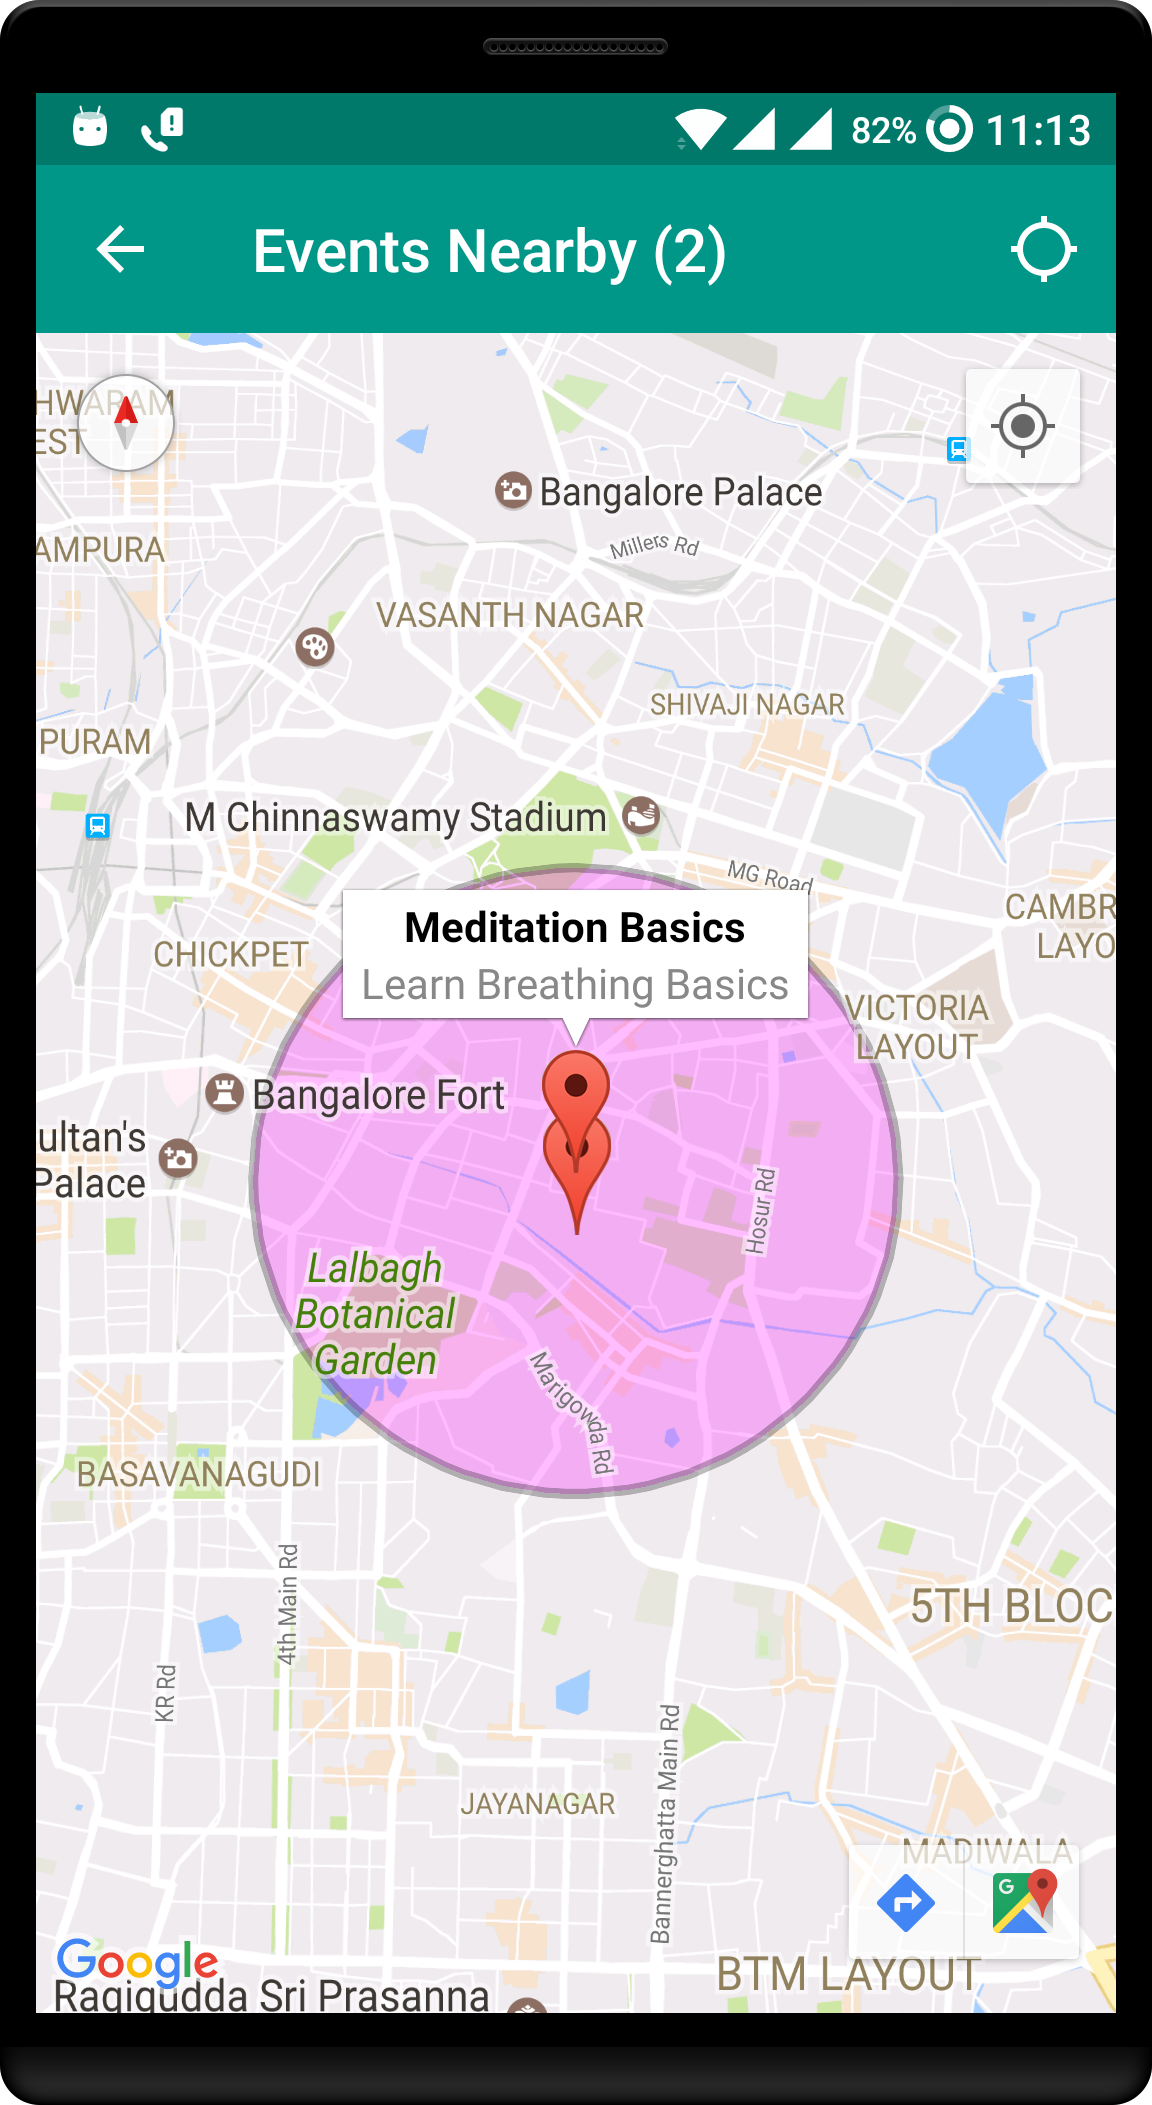 82% 11:13
Events Nearby (2)
HWARAM
EST
Bangalore Palace
AMPURA
Millers Rd
VASANTH NAGAR
SHIVAJI NAGAR
PURAM
M Chinnaswamy Stadium
MG Road
CAMBR
LAYO
Meditation Basics
Learn Breathing Basics
CHICKPET
VICTORIA
LAYOUT
Bangalore Fort
ultan's
Palace
Hosur Rd
Lalbagh
Botanical
Garden
Marigowda Rd
BASAVANAGUDI
4th Main Rd
5TH BLOC
KR Rd
Bannerghatta Main Rd
JAYANAGAR
MADIWALA
G
BTM LAYOUT
Google
Ragigudda Sri Prasanna